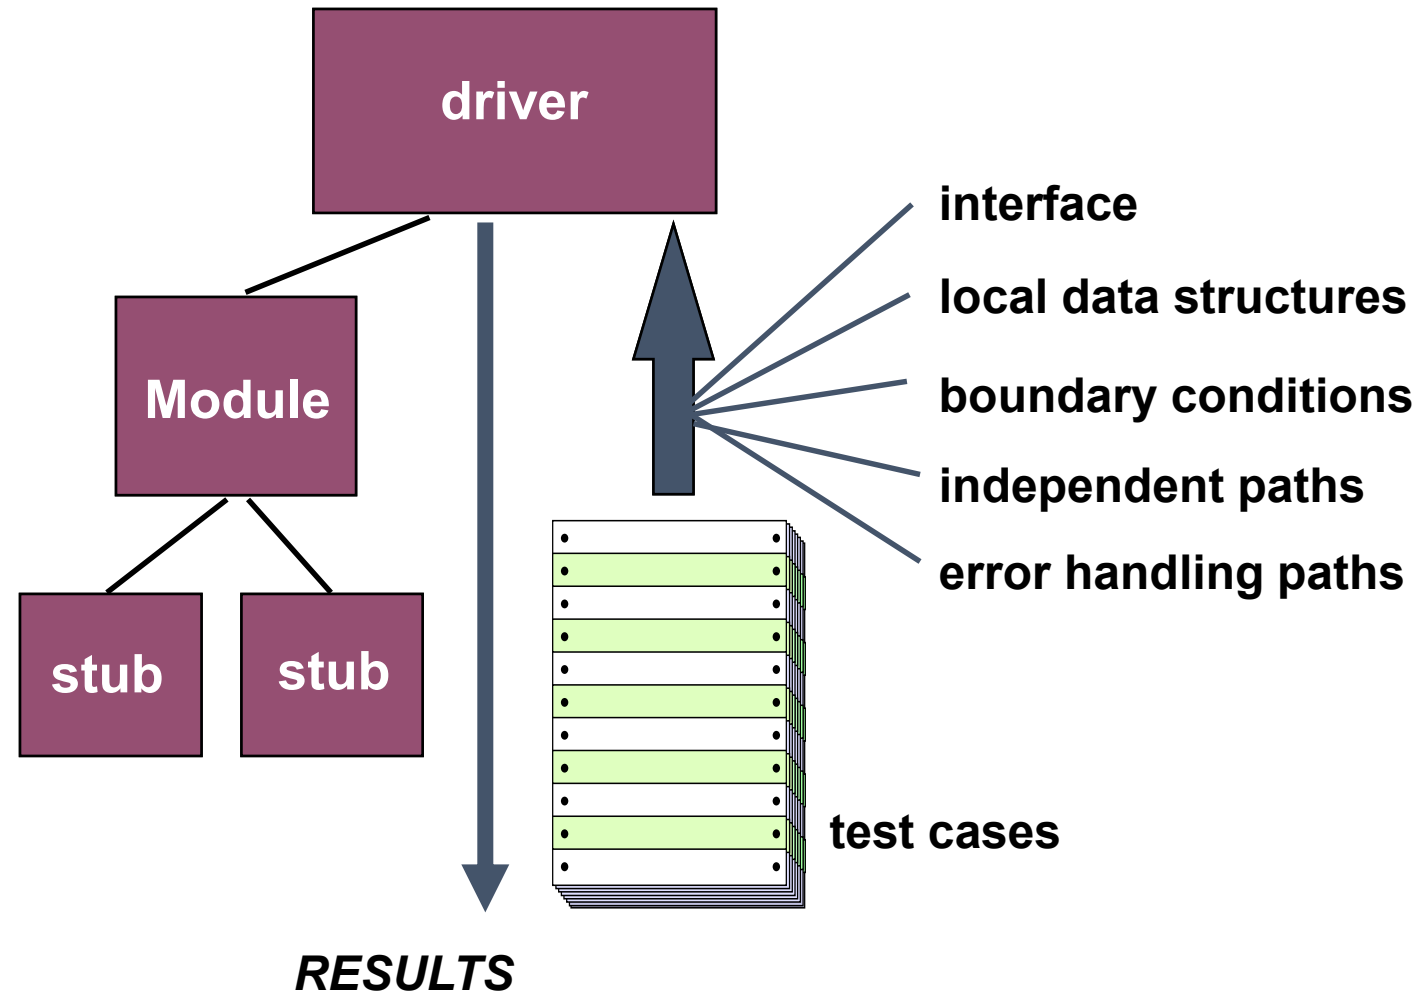 driver
interface
local data structures
Module
boundary conditions
independent paths
error handling paths
stub
stub
test cases
RESULTS